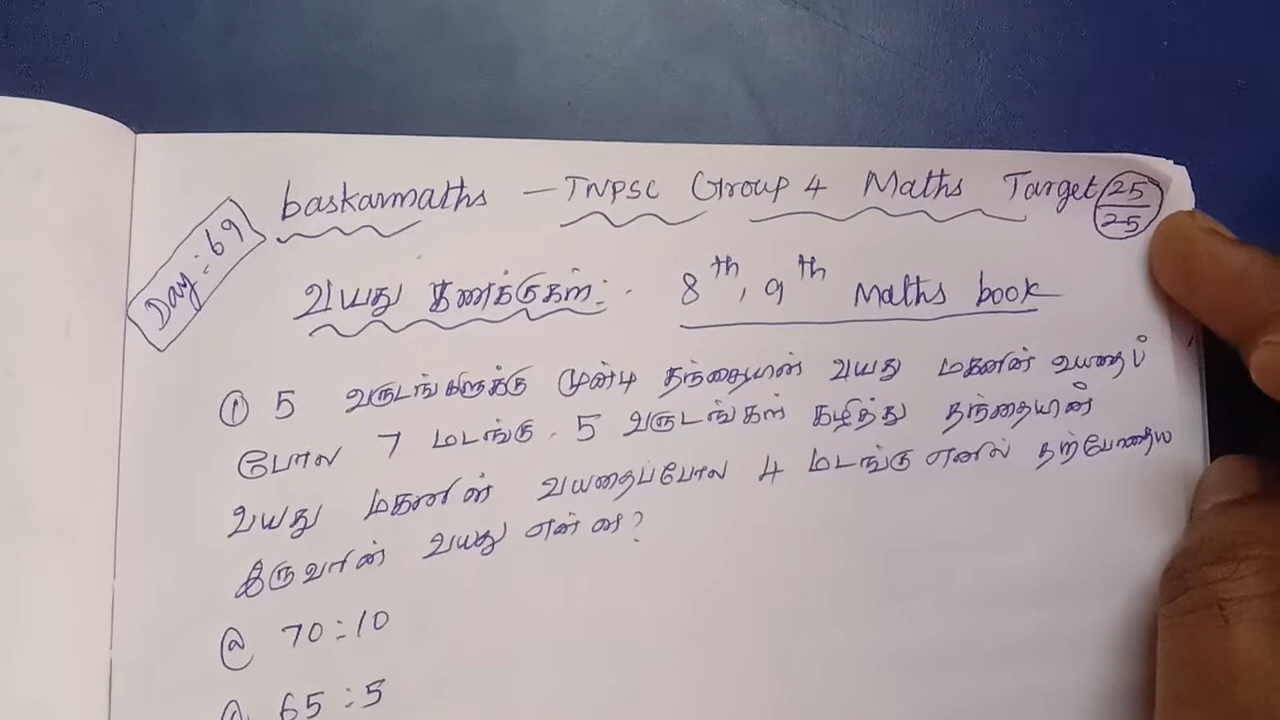 baskarmaths - TNPSC Group 4 Maths Target 25/25
Day: 69
வயது கணக்குகள்: 8th, 9th Maths book
① 5 வருடங்களுக்கு முன்பு தந்தையின் வயது மகனின் வயதைப்
போல 7 மடங்கு. 5 வருடங்கள் கழித்து தந்தையின்
வயது மகனின் வயதைப்போல 4 மடங்கு எனில் தற்போதைய
இருவரின் வயது என்ன?
ⓐ 70:10
65:5